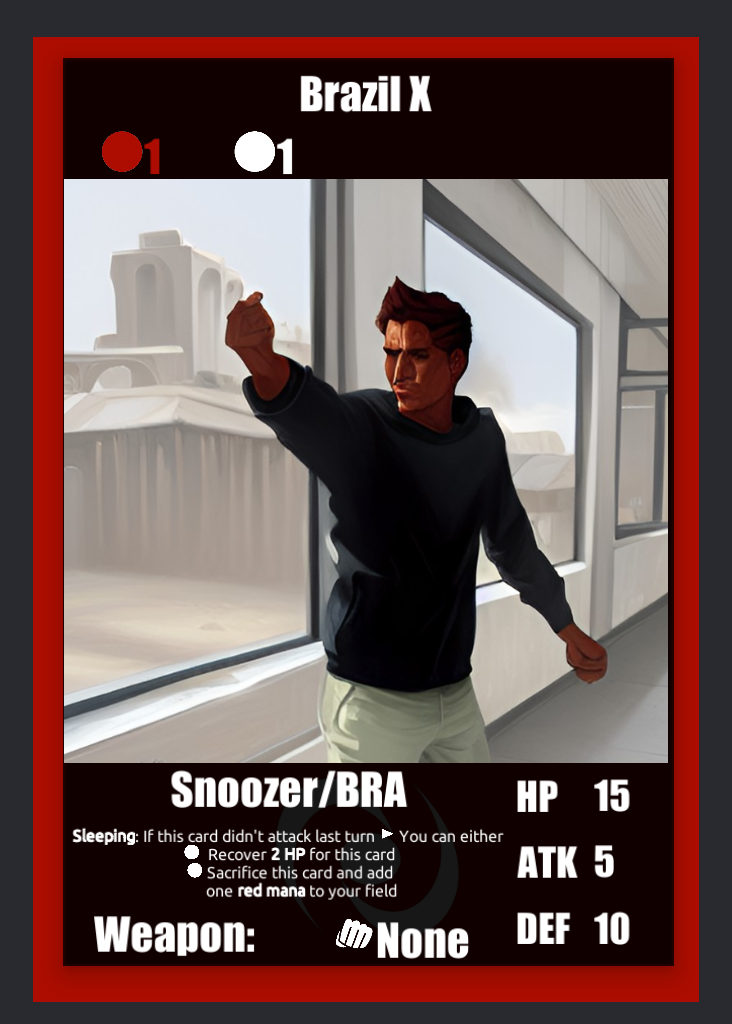 Brazil X
1 1
Snoozer/BRA
Sleeping: If this card didn't attack last turn ► You can either
● Recover 2 HP for this card
● Sacrifice this card and add
one red mana to your field
Weapon: None
HP 15
ATK 5
DEF 10